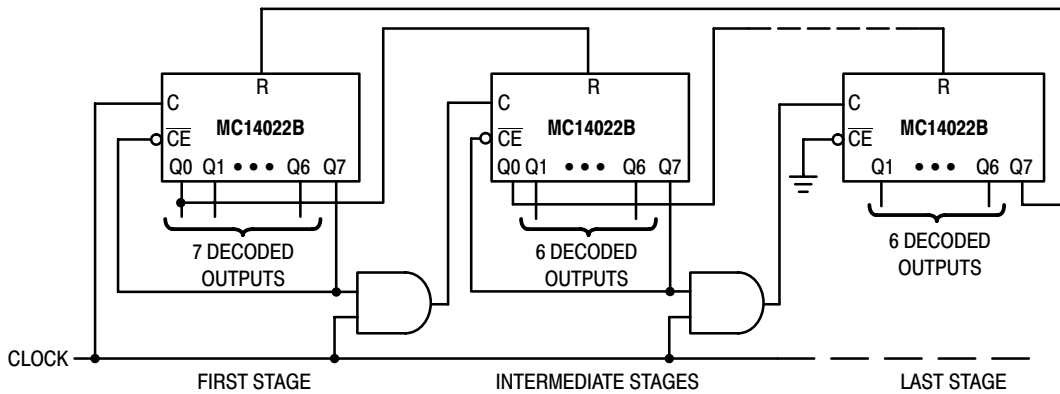 R R R
C C C
MC14022B MC14022B MC14022B
CE CE CE
Q0 Q1 ••• Q6 Q7 Q0 Q1 ••• Q6 Q7 Q1 ••• Q6 Q7
7 DECODED
OUTPUTS
6 DECODED
OUTPUTS
6 DECODED
OUTPUTS
CLOCK
FIRST STAGE INTERMEDIATE STAGES LAST STAGE